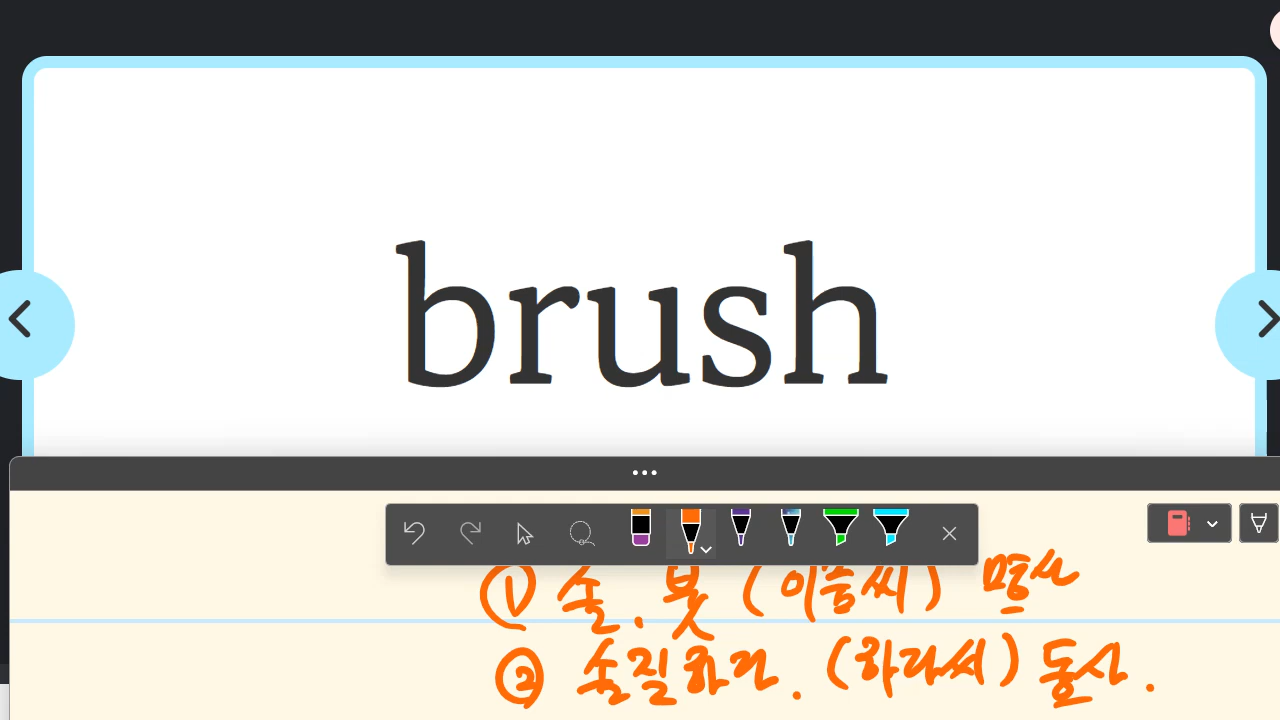 brush
① 솔. 붓 (이름씨) 명사
② 솔질하다. (하다씨) 동사.